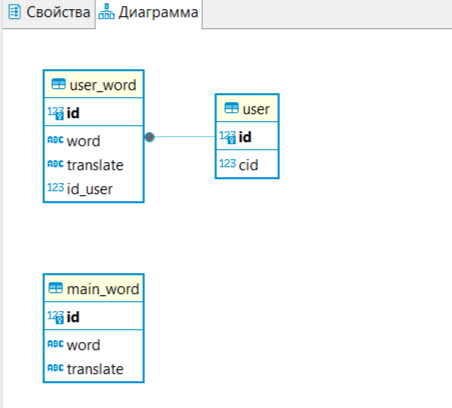 Свойства
Диаграмма
user_word
123 id
ABC word
ABC translate
123 id_user
user
123 id
123 cid
main_word
123 id
ABC word
ABC translate